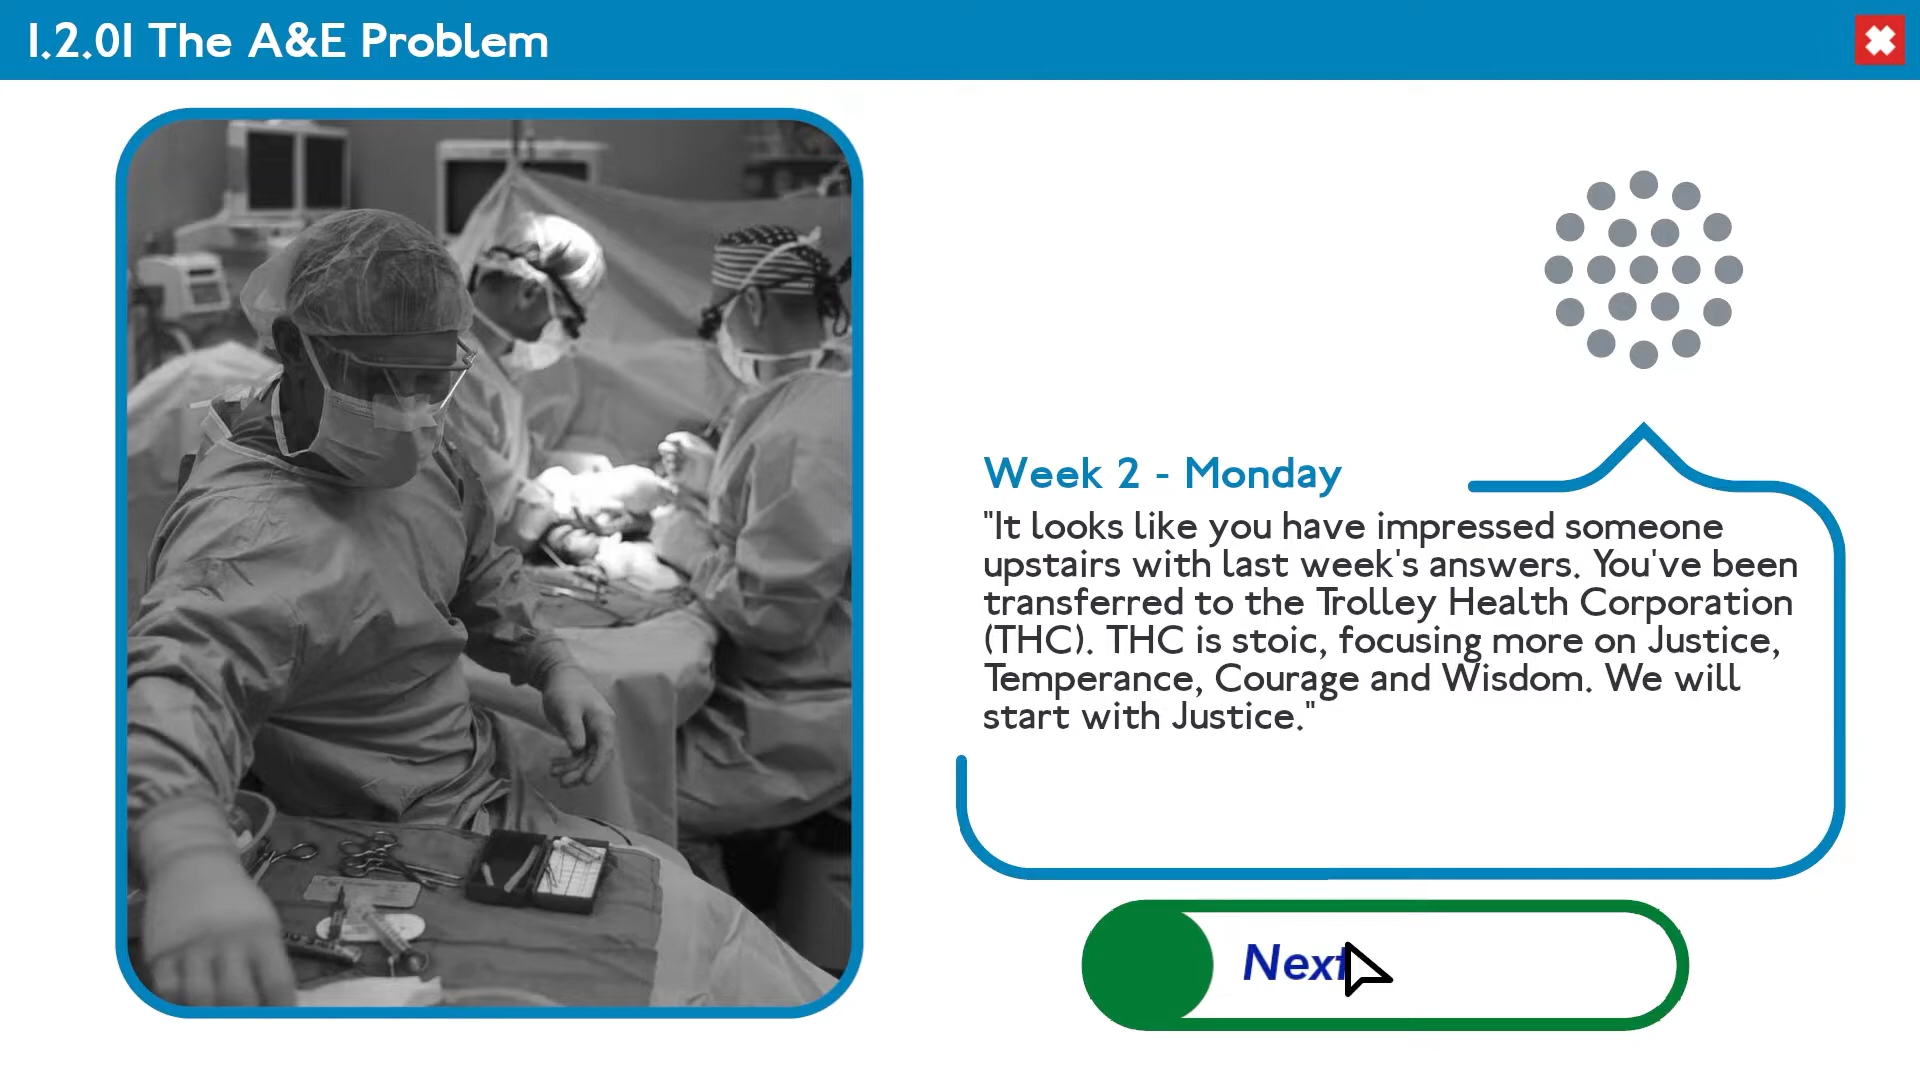 1.2.01 The A&E Problem
Week 2 - Monday
"It looks like you have impressed someone
upstairs with last week's answers. You've been
transferred to the Trolley Health Corporation
(THC). THC is stoic, focusing more on Justice,
Temperance, Courage and Wisdom. We will
start with Justice."
Next